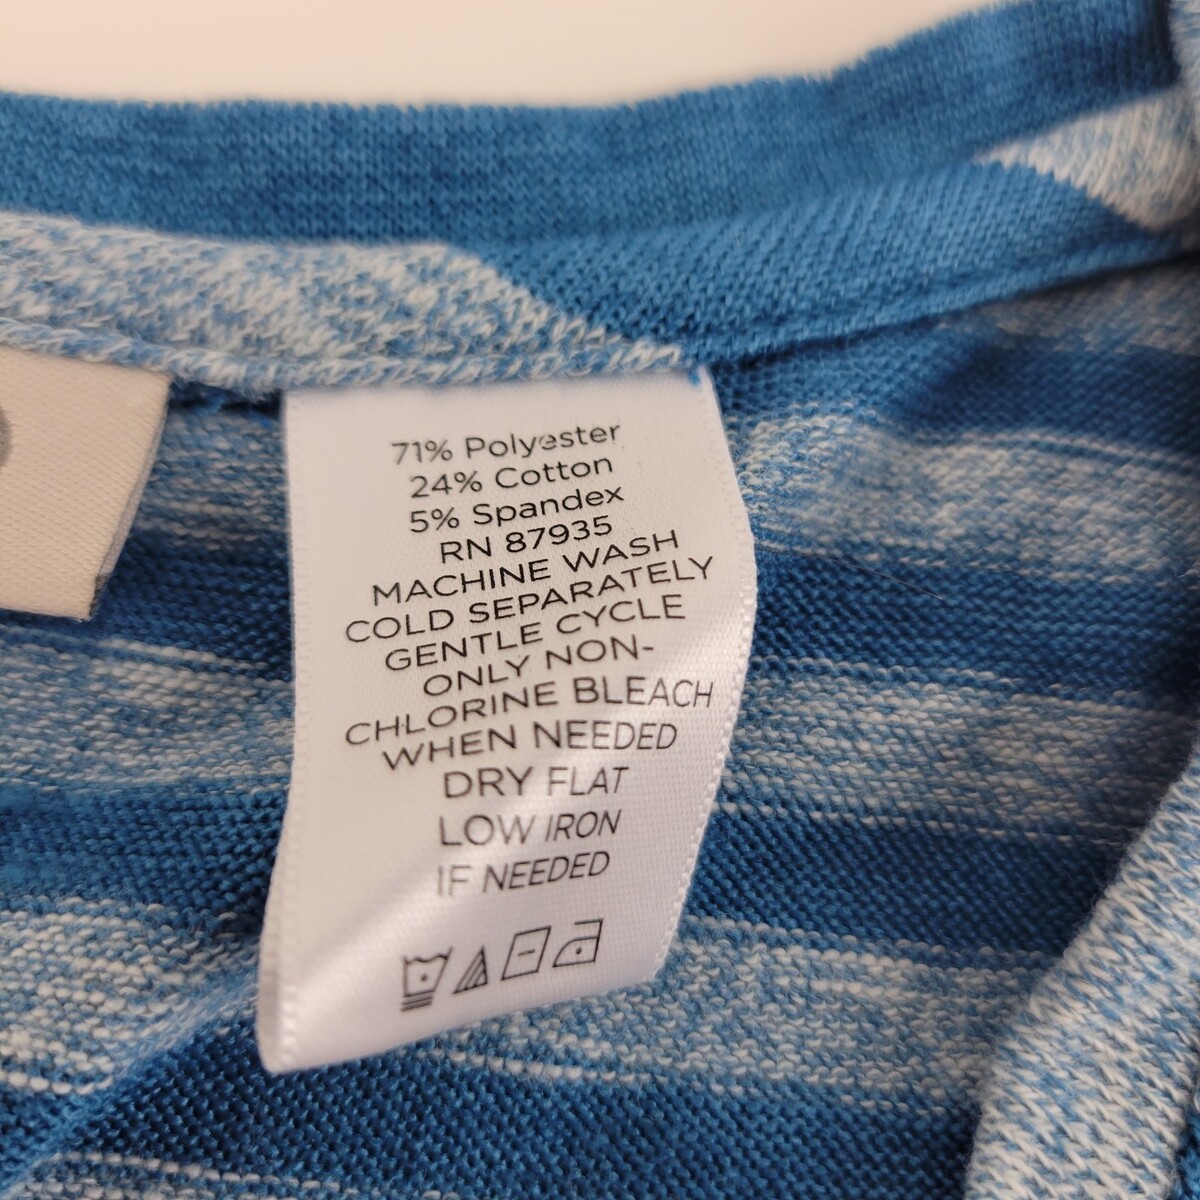 71% Polyester
24% Cotton
5% Spandex
RN 87935
MACHINE WASH
COLD SEPARATELY
GENTLE CYCLE
ONLY NON-
CHLORINE BLEACH
WHEN NEEDED
DRY FLAT
LOW IRON
IF NEEDED